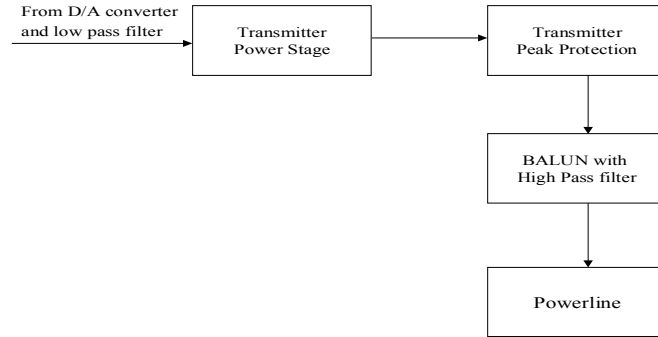 From D/A converter
and low pass filter
Transmitter
Power Stage
Transmitter
Peak Protection
BALUN with
High Pass filter
Powerline